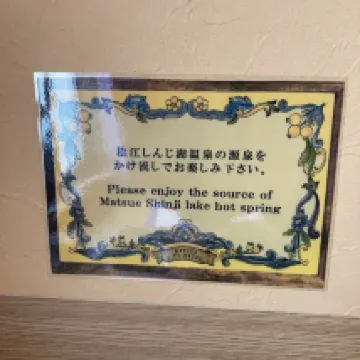 松江しんじ湖温泉の源泉を
かけ流しでお楽しみ下さい。
Please enjoy the source of
Matsue Shinji lake hot spring